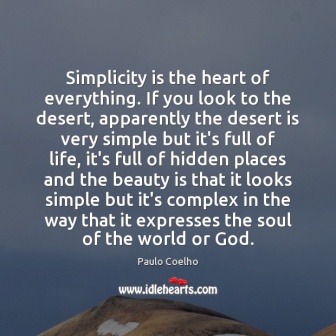 Simplicity is the heart of
everything. If you look to the
desert, apparently the desert is
very simple but it's full of
life, it's full of hidden places
and the beauty is that it looks
simple but it's complex in the
way that it expresses the soul
of the world or God.
Paulo Coelho
www.idlehearts.com